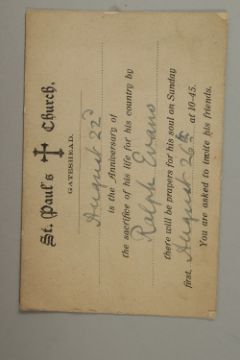 St. Paul's ✝ Church,
GATESHEAD.
August 22nd
is the Anniversary of
the sacrifice of his life for his country by
Ralph Evans
there will be prayers for his soul on Sunday
first, August 26th at 10-45.
You are asked to invite his friends.